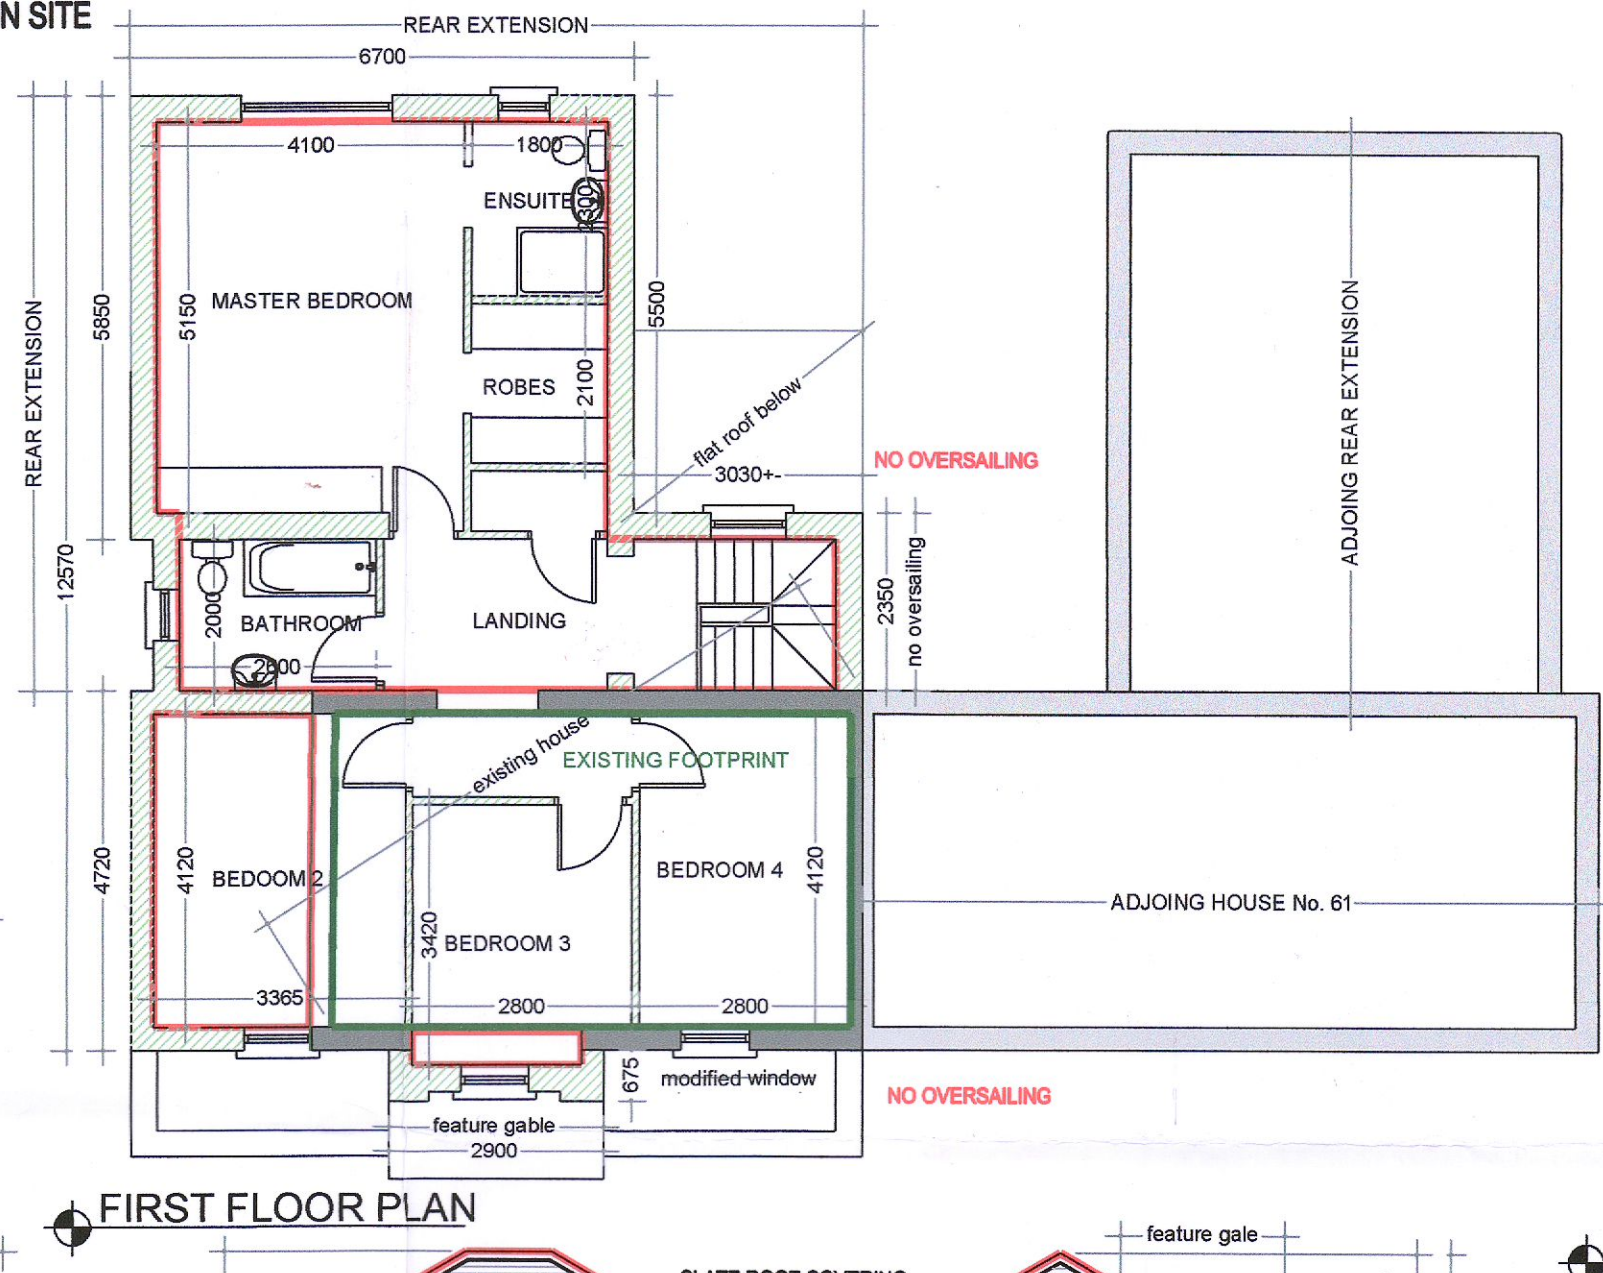 N SITE
REAR EXTENSION
6700
4100
1800
ENSUITE
2300
MASTER BEDROOM
5150
5850
REAR EXTENSION
12570
5500
ROBES
2100
flat roof below
3030+-
NO OVERSAILING
ADJOING REAR EXTENSION
BATHROOM
2000
2600
LANDING
2350
no oversailing
existing house
EXISTING FOOTPRINT
4720
4120
BEDOOM 2
3420
BEDROOM 3
BEDROOM 4
4120
ADJOING HOUSE No. 61
3365
2800
2800
675
modified window
NO OVERSAILING
feature gable
2900
FIRST FLOOR PLAN
feature gale